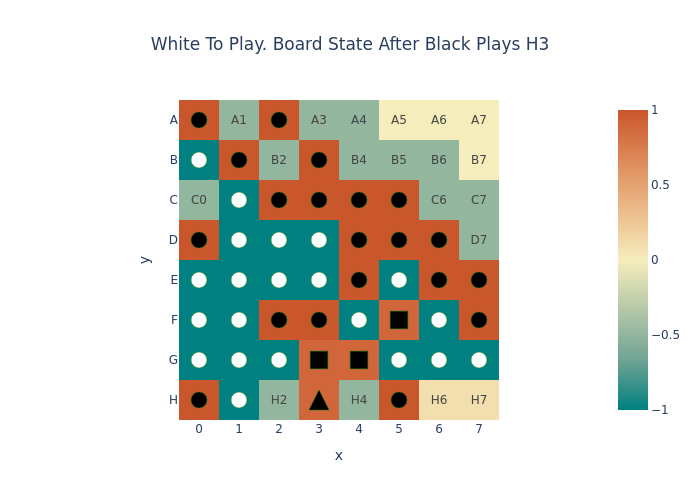 White To Play. Board State After Black Plays H3
A A1 A3 A4 A5 A6 A7
B B2 B4 B5 B6 B7
C C0 C6 C7
D D7
E
F
G
H H2 H4 H6 H7
0 1 2 3 4 5 6 7
x
y
1
0.5
0
−0.5
−1